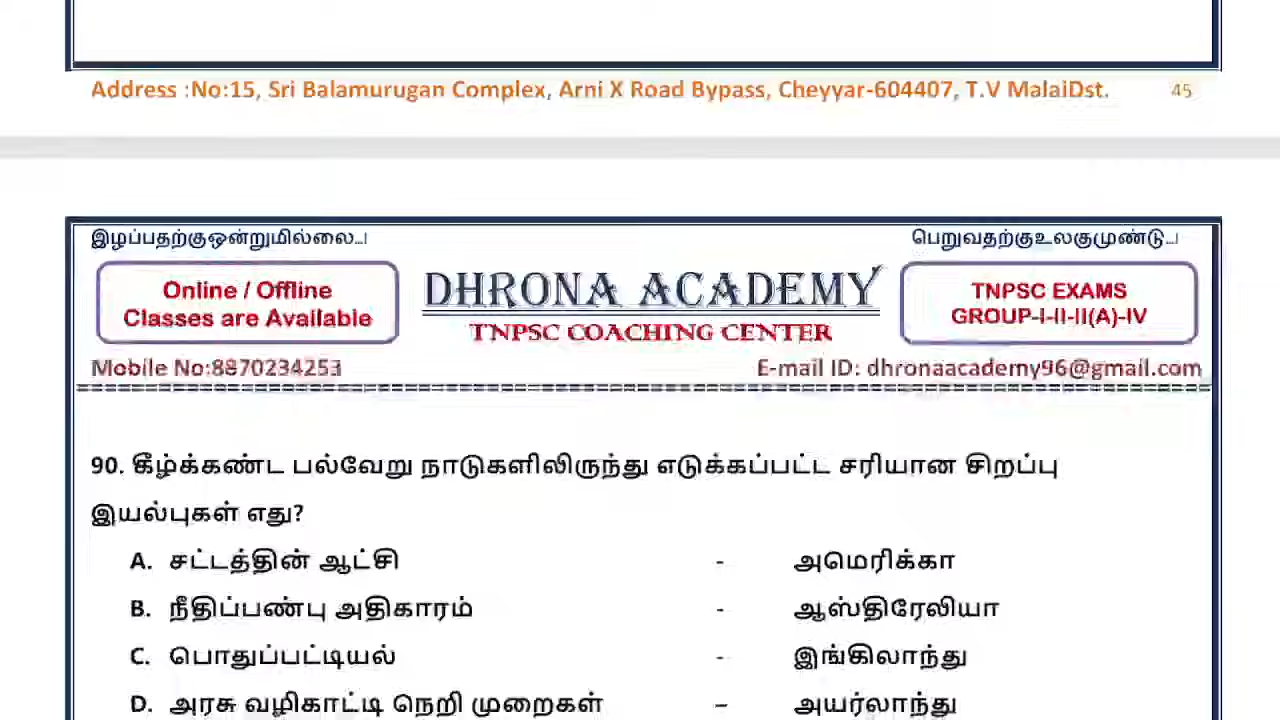 Address :No:15, Sri Balamurugan Complex, Arni X Road Bypass, Cheyyar-604407, T.V MalaiDst. 45
இழப்பதற்குஒன்றுமில்லை...! பெறுவதற்குஉலகுமுண்டு...!
Online / Offline
Classes are Available
DHRONA ACADEMY
TNPSC COACHING CENTER
TNPSC EXAMS
GROUP-I-II-II(A)-IV
Mobile No:8870234253 E-mail ID: dhronaacademy96@gmail.com
90. கீழ்க்கண்ட பல்வேறு நாடுகளிலிருந்து எடுக்கப்பட்ட சரியான சிறப்பு
இயல்புகள் எது?
A. சட்டத்தின் ஆட்சி - அமெரிக்கா
B. நீதிப்பண்பு அதிகாரம் - ஆஸ்திரேலியா
C. பொதுப்பட்டியல் - இங்கிலாந்து
D. அரசு வழிகாட்டி நெறி முறைகள் – அயர்லாந்து